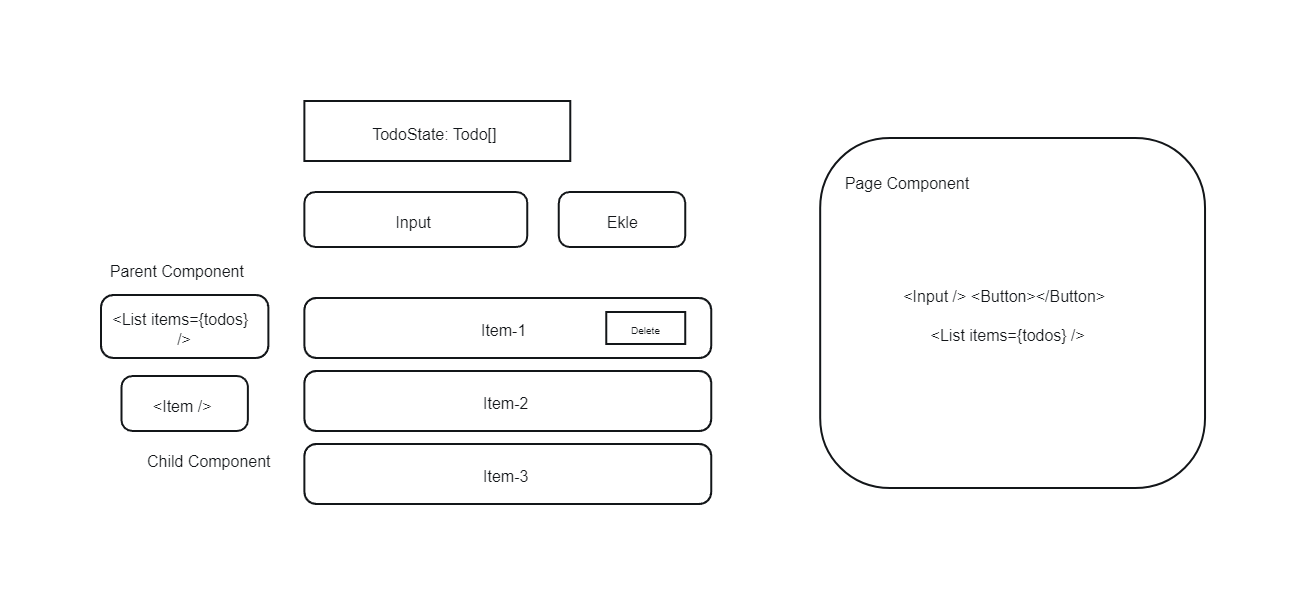 TodoState: Todo[]
Input
Ekle
Parent Component
<List items={todos}
/>
<Item />
Child Component
Item-1
Delete
Item-2
Item-3
Page Component
<Input /> <Button></Button>
<List items={todos} />